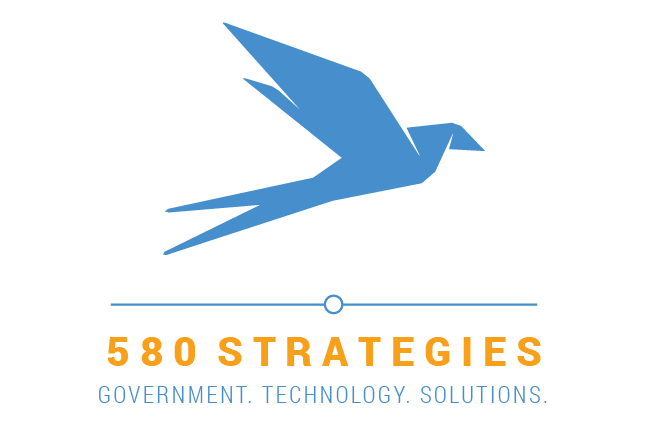 580 STRATEGIES
GOVERNMENT. TECHNOLOGY. SOLUTIONS.